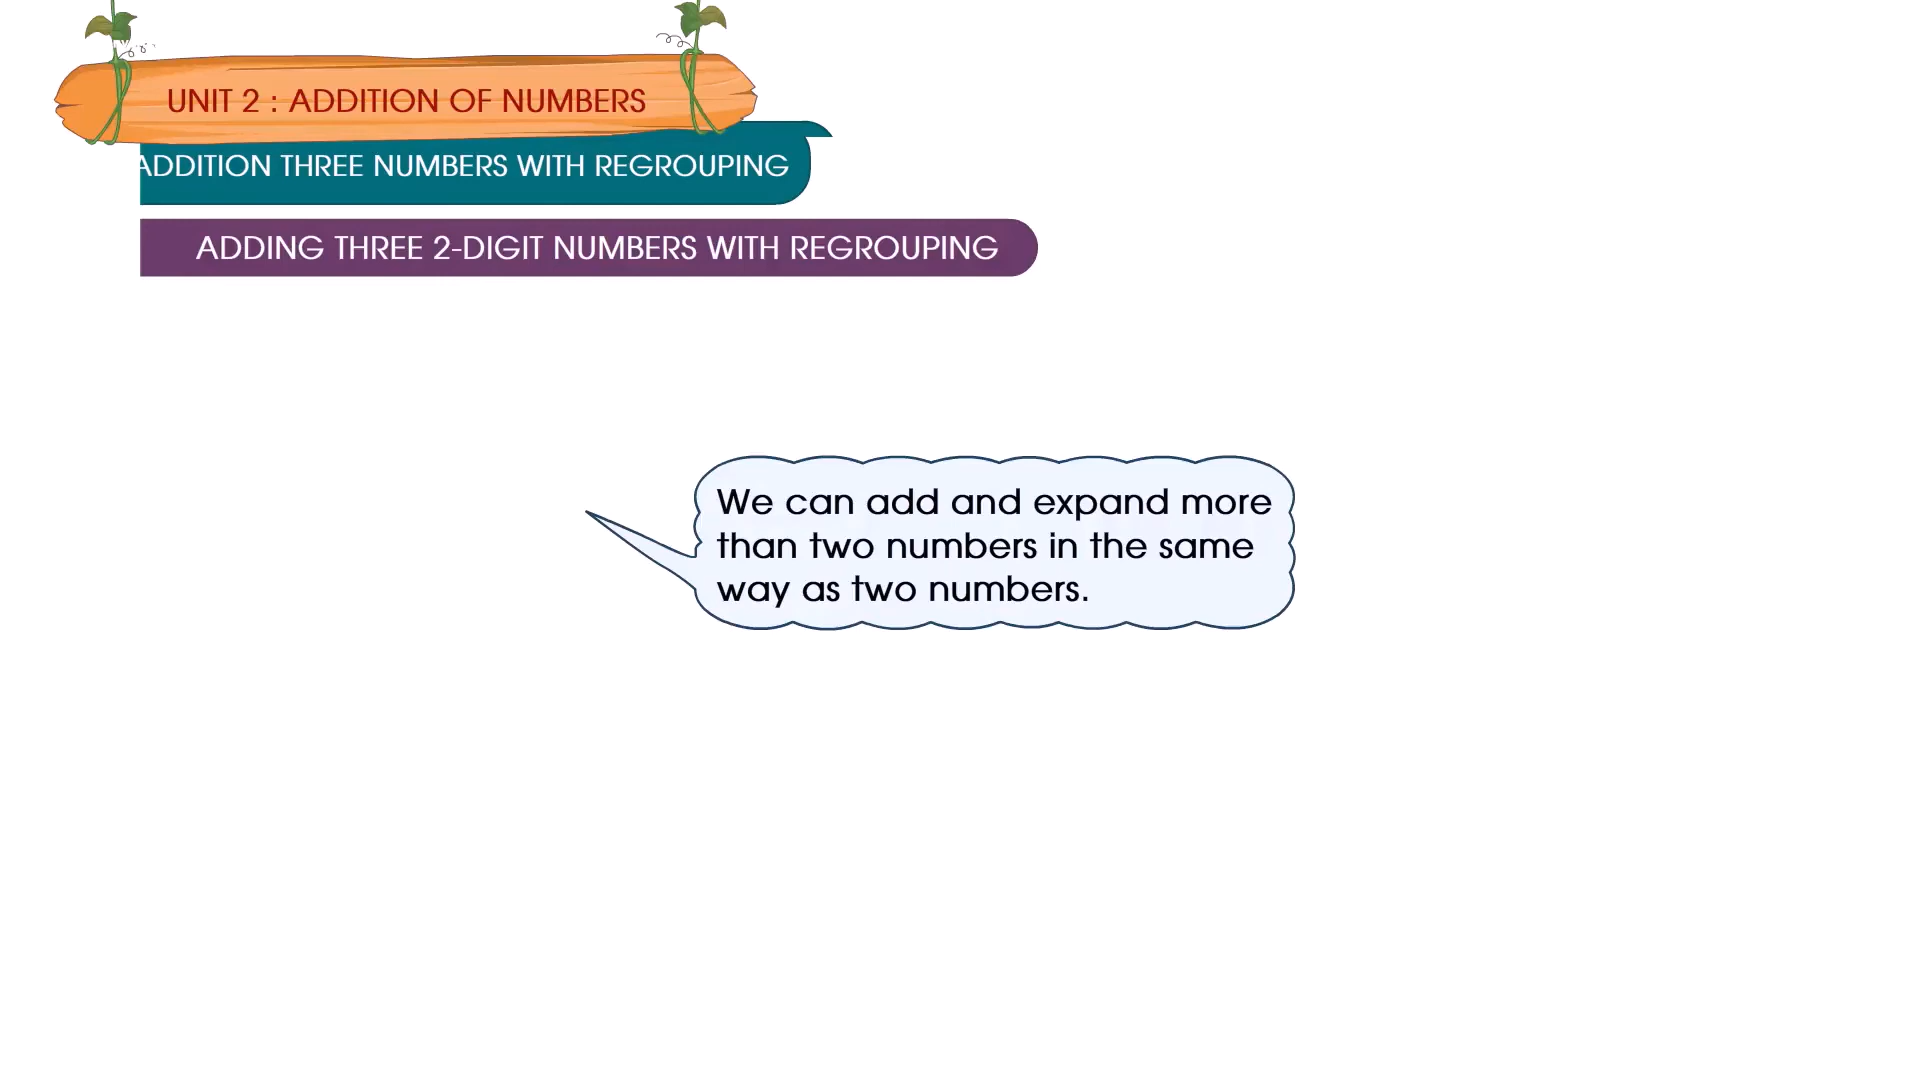 UNIT 2 : ADDITION OF NUMBERS
ADDITION THREE NUMBERS WITH REGROUPING
ADDING THREE 2-DIGIT NUMBERS WITH REGROUPING
We can add and expand more
than two numbers in the same
way as two numbers.